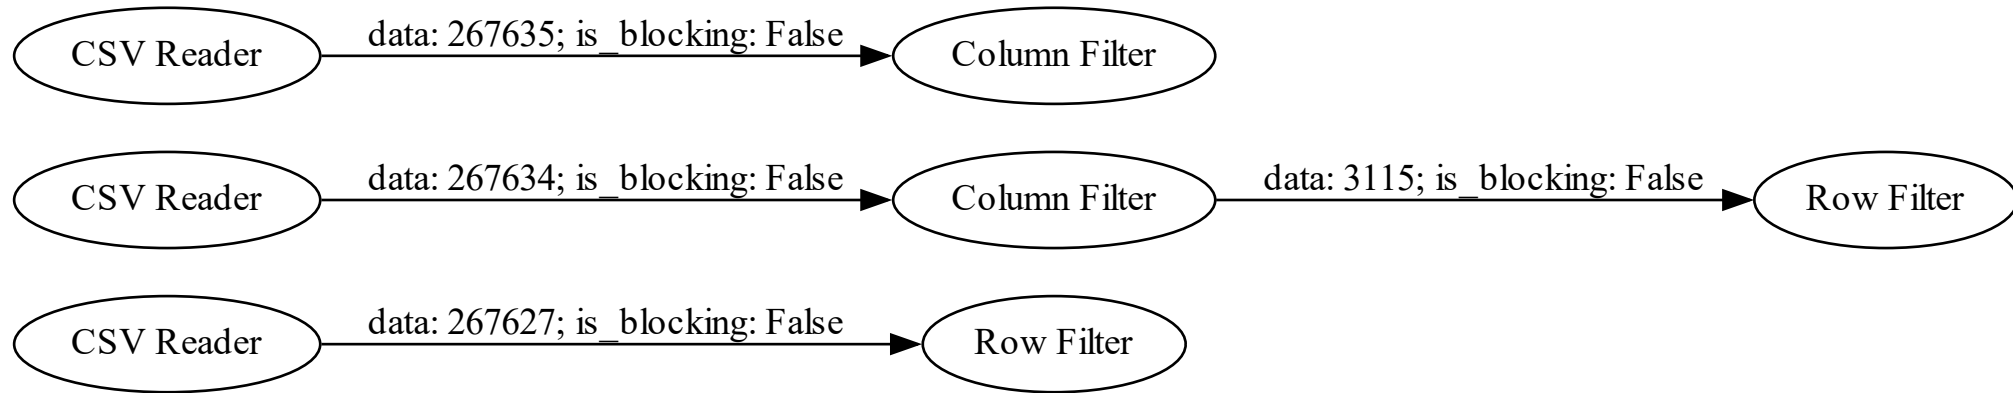 CSV Reader
data: 267635; is_blocking: False
Column Filter
CSV Reader
data: 267634; is_blocking: False
Column Filter
data: 3115; is_blocking: False
Row Filter
CSV Reader
data: 267627; is_blocking: False
Row Filter